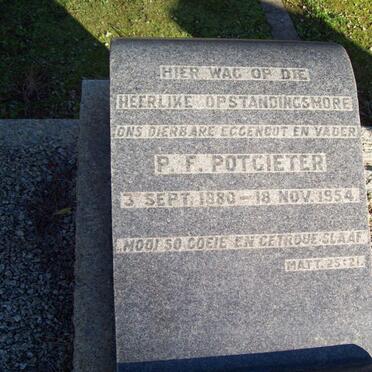 HIER WAG OP DIE
HEERLIKE OPSTANDINGSMORE
ONS DIERBARE EGGENOOT EN VADER
P. F. POTGIETER
3 SEPT. 1880 – 18 NOV. 1954
MOOI SO, GOEIE EN GETROUE SLAAF
MATT. 25:21